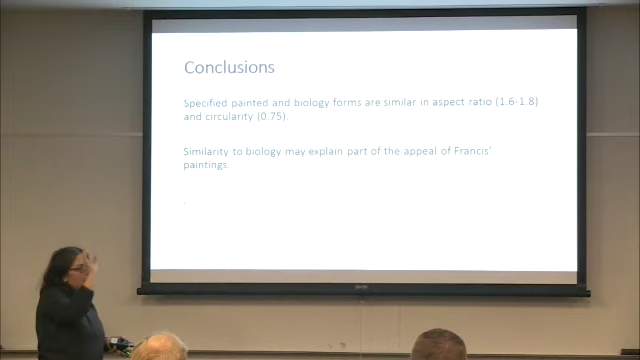 Conclusions
Specified painted and biology forms are similar in aspect ratio (1.6-1.8)
and circularity (0.75).
Similarity to biology may explain part of the appeal of Francis'
paintings.